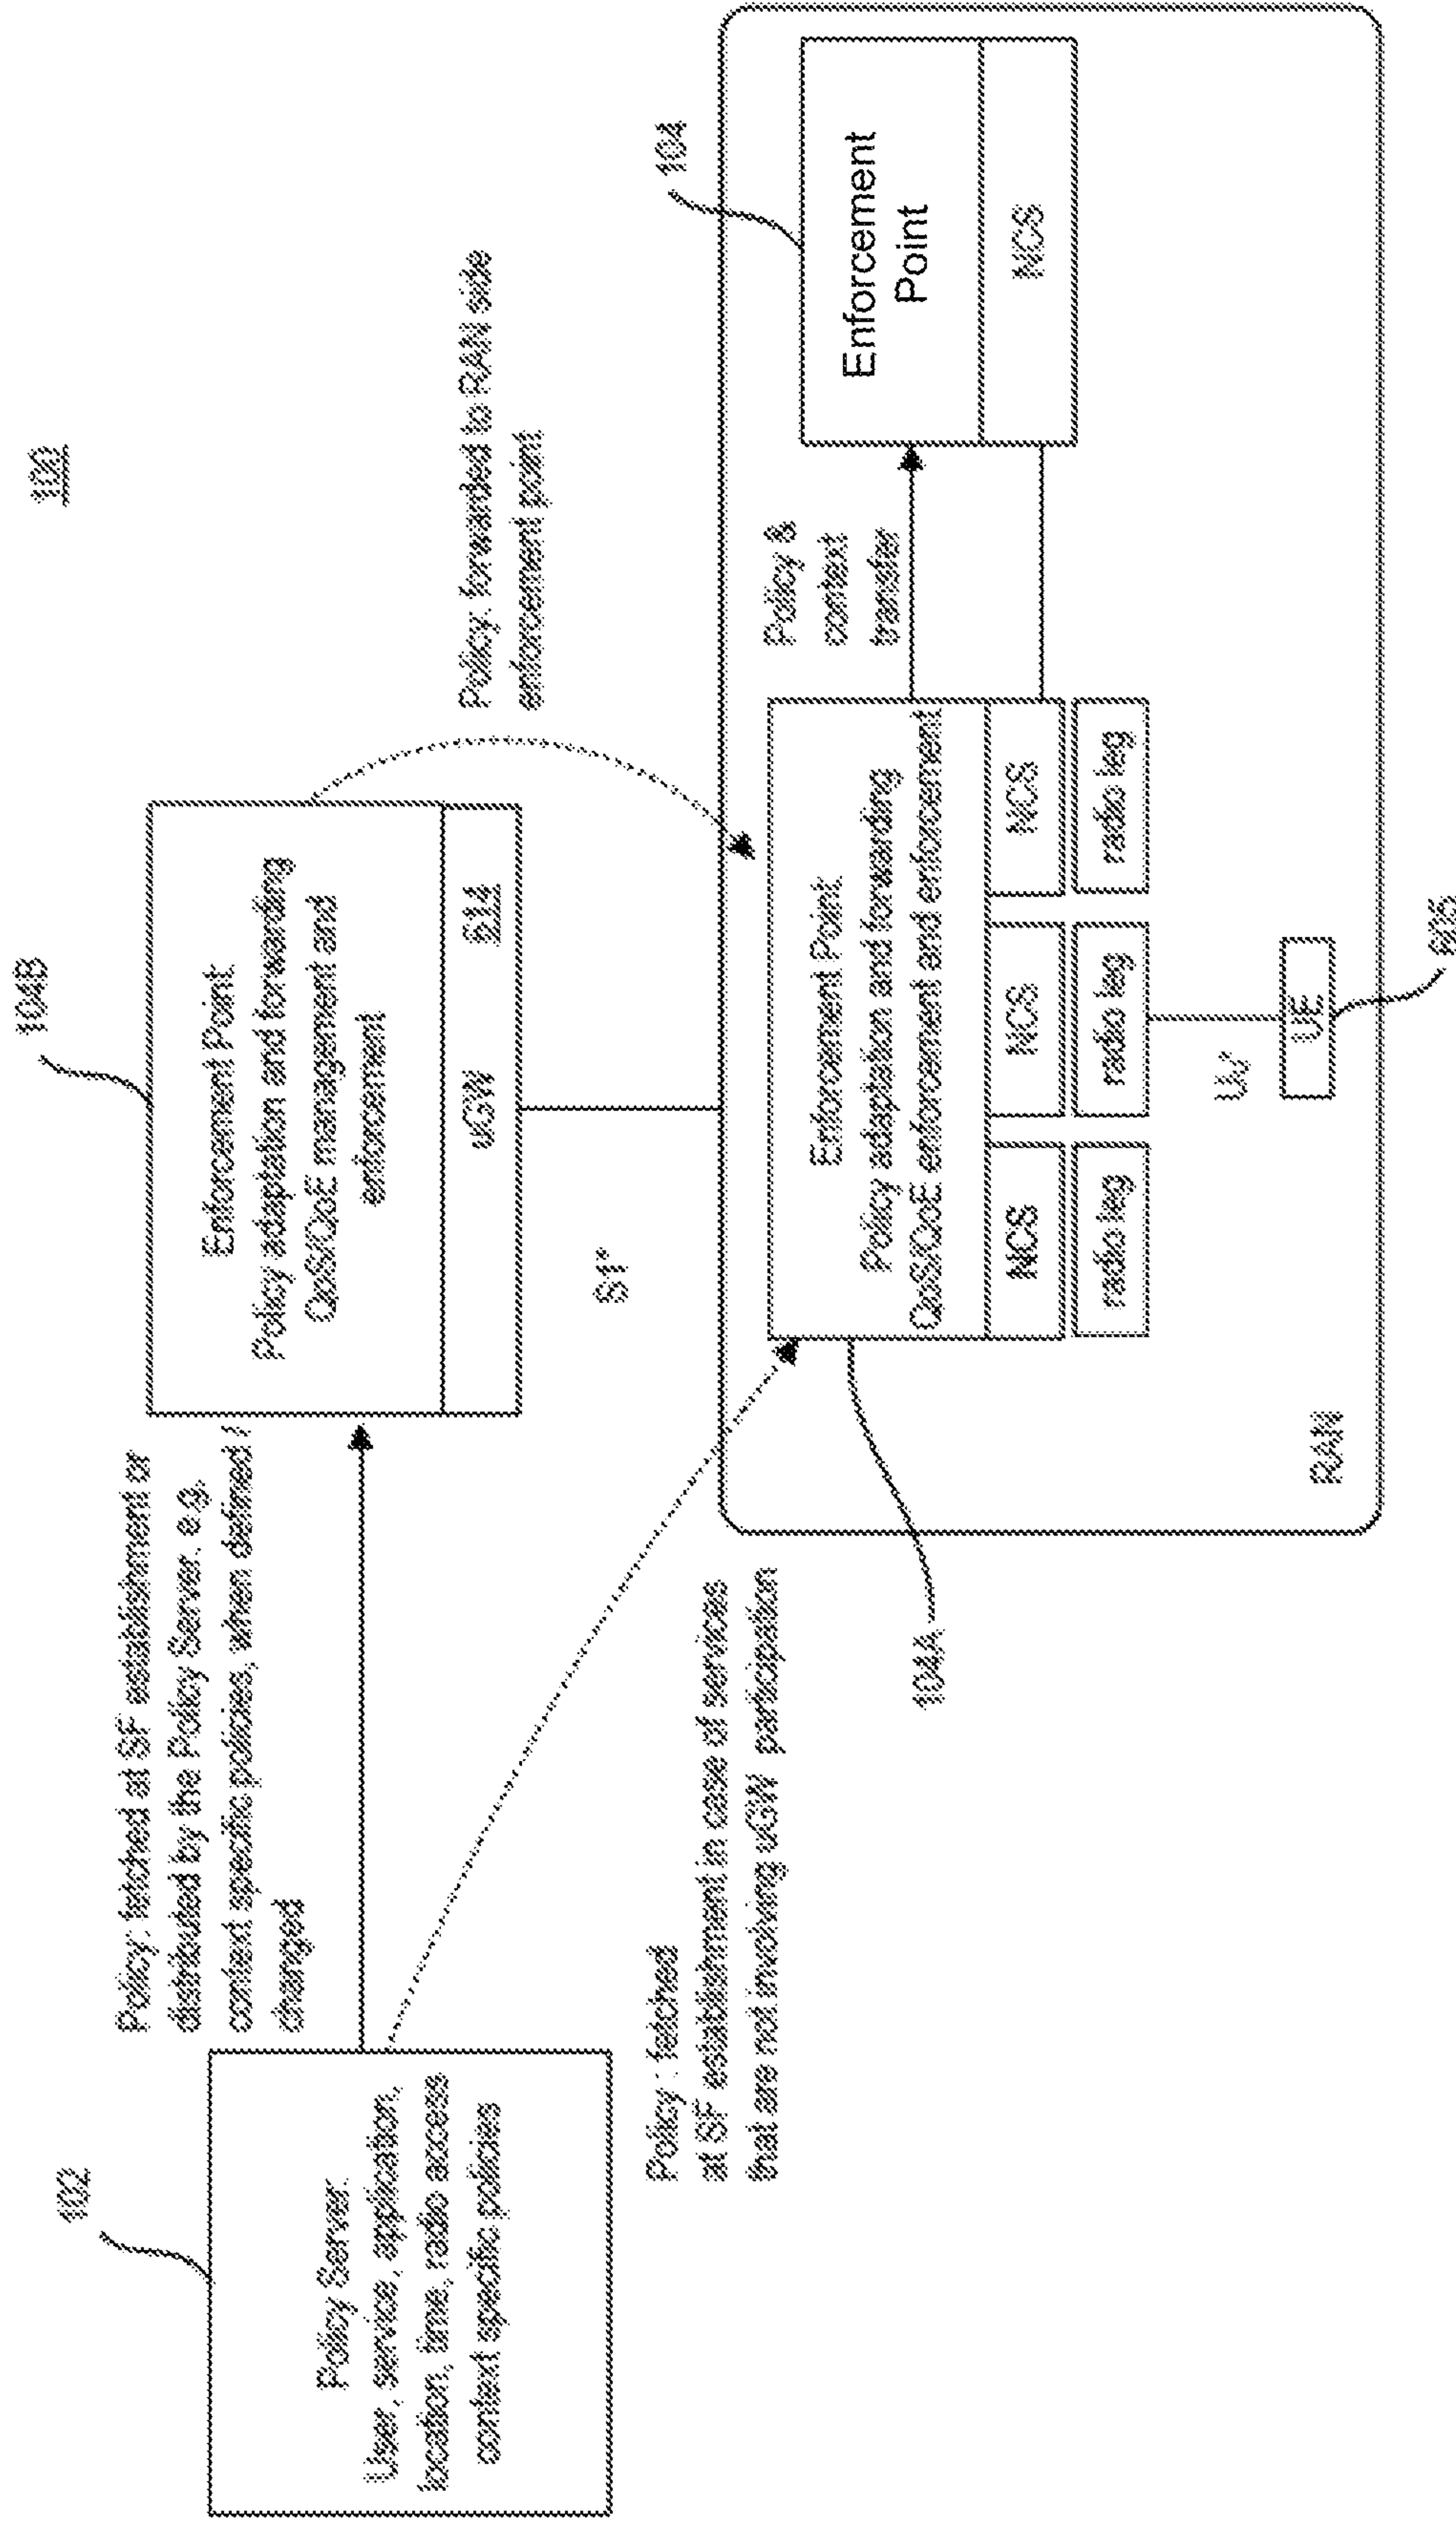 100
102
Policy Server:
User, service, application,
location, time, radio access
context specific policies
Policy: fetched at SF establishment or
distributed by the Policy Server. e.g.
context specific policies, when defined /
changed
104B
Enforcement Point:
Policy adaptation and forwarding
QoS/QoE management and
enforcement
uGW 614
Policy: forwarded to RAN side
enforcement point
S1*
Policy : fetched
at SF establishment in case of services
that are not involving uGW participation
104A
Enforcement Point:
Policy adaptation and forwarding
QoS/QoE enforcement and enforcement
NCS NCS NCS
radio leg radio leg radio leg
Policy &
context
transfer
104
Enforcement
Point
NCS
Uu*
UE
605
RAN